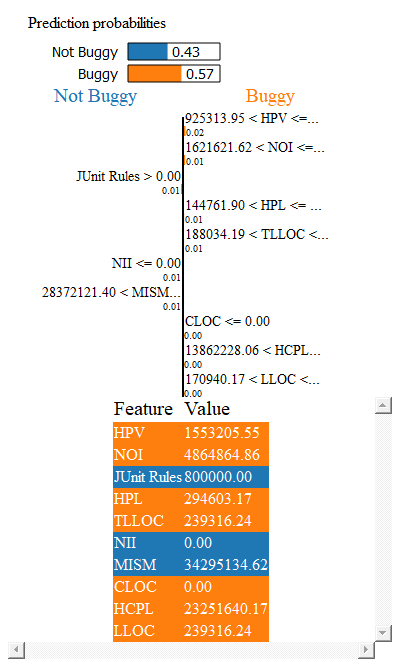 Prediction probabilities
Not Buggy 0.43
Buggy 0.57
Not Buggy Buggy
925313.95 < HPV <=...
0.02
1621621.62 < NOI <=...
0.01
JUnit Rules > 0.00
0.01
144761.90 < HPL <= ...
0.01
188034.19 < TLLOC <...
0.01
NII <= 0.00
0.01
28372121.40 < MISM...
0.01
CLOC <= 0.00
0.00
13862228.06 < HCPL...
0.00
170940.17 < LLOC <...
0.00
Feature Value
HPV 1553205.55
NOI 4864864.86
JUnit Rules 800000.00
HPL 294603.17
TLLOC 239316.24
NII 0.00
MISM 34295134.62
CLOC 0.00
HCPL 23251640.17
LLOC 239316.24